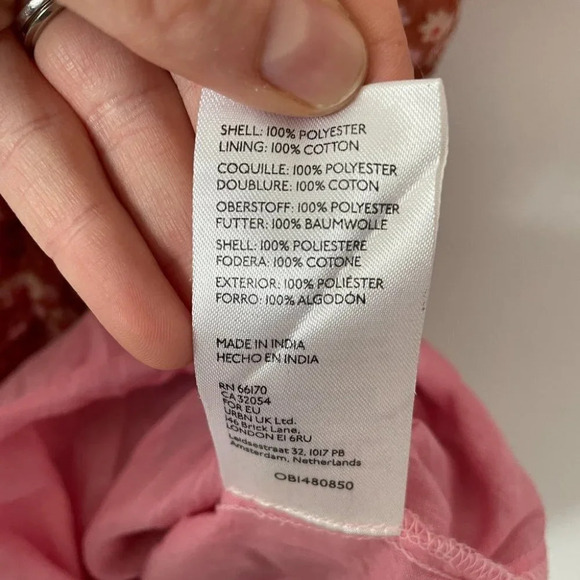 SHELL: 100% POLYESTER
LINING: 100% COTTON
COQUILLE: 100% POLYESTER
DOUBLURE: 100% COTON
OBERSTOFF: 100% POLYESTER
FUTTER: 100% BAUMWOLLE
SHELL: 100% POLIESTERE
FODERA: 100% COTONE
EXTERIOR: 100% POLIÉSTER
FORRO: 100% ALGODÓN
MADE IN INDIA
HECHO EN INDIA
RN 66170
CA 32054
FOR EU
URBN UK Ltd.
146 Brick Lane,
LONDON E1 6RU
Leidsestraat 32, 1017 PB
Amsterdam, Netherlands
OB1480850